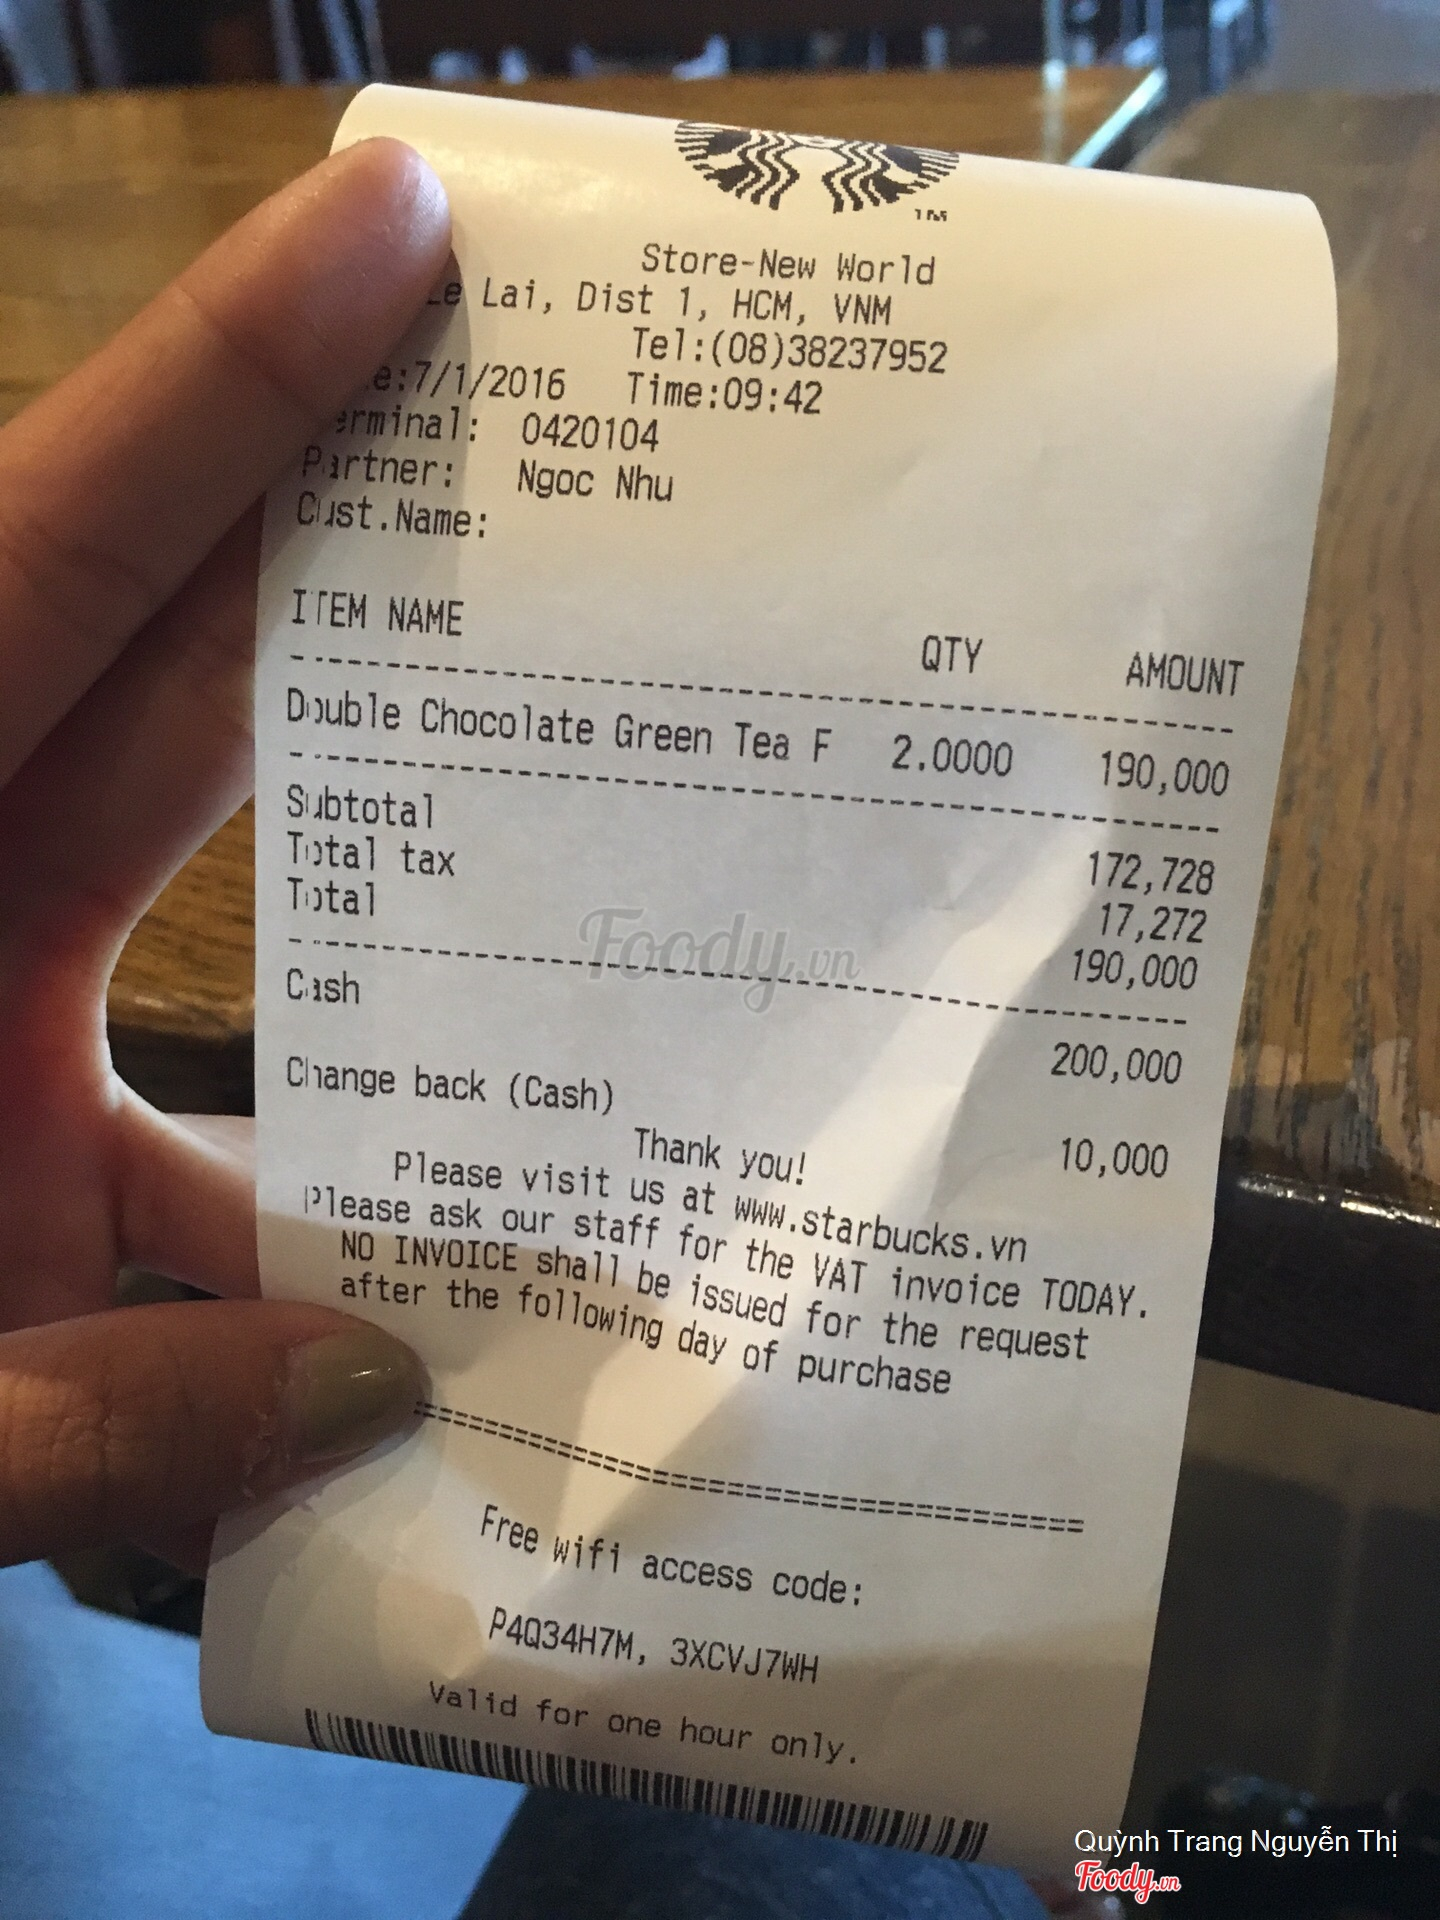 TM
Store-New World
Le Lai, Dist 1, HCM, VNM
Tel:(08)38237952
e:7/1/2016 Time:09:42
Terminal: 0420104
Partner: Ngoc Nhu
Cust.Name:
ITEM NAME QTY AMOUNT
Double Chocolate Green Tea F 2.0000 190,000
Subtotal 172,728
Total tax 17,272
Total 190,000
Cash 200,000
Change back (Cash) 10,000
Thank you!
Please visit us at www.starbucks.vn
Please ask our staff for the VAT invoice TODAY.
NO INVOICE shall be issued for the request
after the following day of purchase
Free wifi access code:
P4Q34H7M, 3XCVJ7WH
Valid for one hour only.
Foody.vn
Quỳnh Trang Nguyễn Thị
Foody.vn